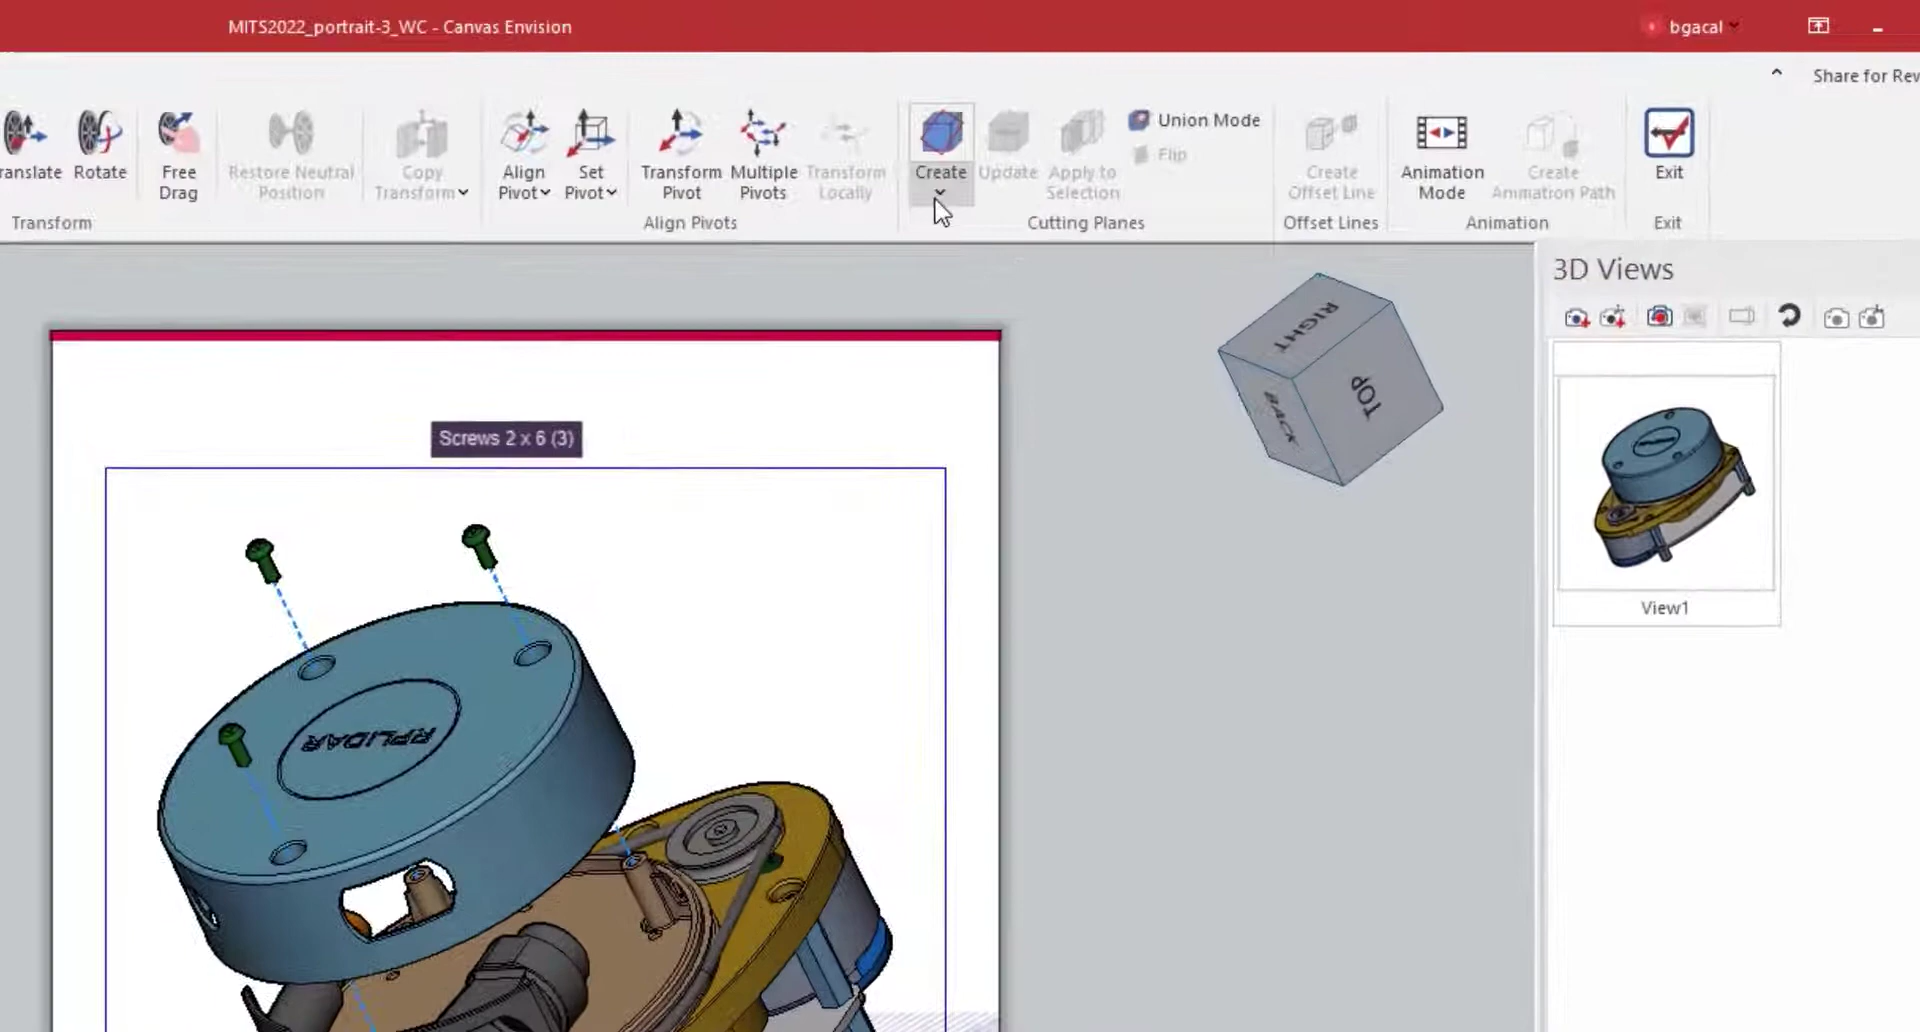 MITS2022_portrait-3_WC - Canvas Envision
bgacal
Share for Rev
ranslate
Rotate
Free
Drag
Restore Neutral
Position
Copy
Transform
Align
Pivot
Set
Pivot
Transform
Pivot
Multiple
Pivots
Transform
Locally
Create
Update
Apply to
Selection
Union Mode
Flip
Create
Offset Line
Animation
Mode
Create
Animation Path
Exit
Transform
Align Pivots
Cutting Planes
Offset Lines
Animation
Exit
3D Views
RIGHT
TOP
BACK
Screws 2 x 6 (3)
View1
RPLIDAR